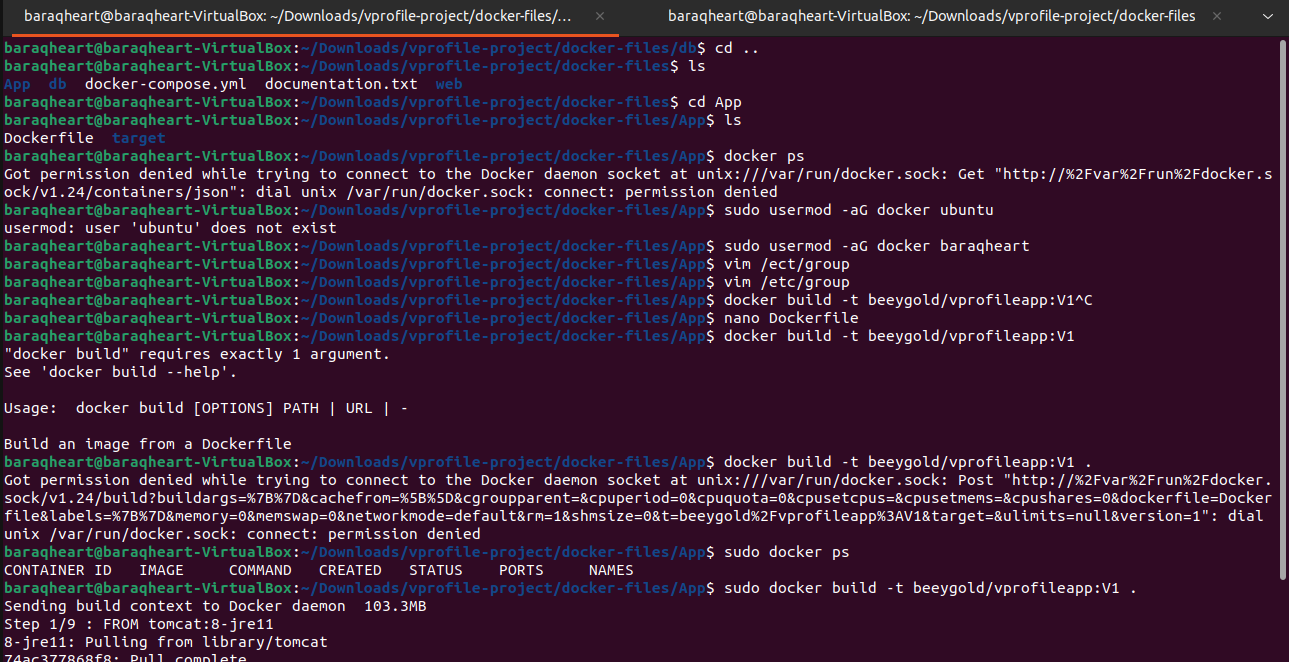 baraqheart@baraqheart-VirtualBox: ~/Downloads/vprofile-project/docker-files/...
baraqheart@baraqheart-VirtualBox: ~/Downloads/vprofile-project/docker-files
baraqheart@baraqheart-VirtualBox:~/Downloads/vprofile-project/docker-files/db$ cd ..
baraqheart@baraqheart-VirtualBox:~/Downloads/vprofile-project/docker-files$ ls
App  db  docker-compose.yml  documentation.txt  web
baraqheart@baraqheart-VirtualBox:~/Downloads/vprofile-project/docker-files$ cd App
baraqheart@baraqheart-VirtualBox:~/Downloads/vprofile-project/docker-files/App$ ls
Dockerfile  target
baraqheart@baraqheart-VirtualBox:~/Downloads/vprofile-project/docker-files/App$ docker ps
Got permission denied while trying to connect to the Docker daemon socket at unix:///var/run/docker.sock: Get "http://%2Fvar%2Frun%2Fdocker.s
ock/v1.24/containers/json": dial unix /var/run/docker.sock: connect: permission denied
baraqheart@baraqheart-VirtualBox:~/Downloads/vprofile-project/docker-files/App$ sudo usermod -aG docker ubuntu
usermod: user 'ubuntu' does not exist
baraqheart@baraqheart-VirtualBox:~/Downloads/vprofile-project/docker-files/App$ sudo usermod -aG docker baraqheart
baraqheart@baraqheart-VirtualBox:~/Downloads/vprofile-project/docker-files/App$ vim /ect/group
baraqheart@baraqheart-VirtualBox:~/Downloads/vprofile-project/docker-files/App$ vim /etc/group
baraqheart@baraqheart-VirtualBox:~/Downloads/vprofile-project/docker-files/App$ docker build -t beeygold/vprofileapp:V1^C
baraqheart@baraqheart-VirtualBox:~/Downloads/vprofile-project/docker-files/App$ nano Dockerfile
baraqheart@baraqheart-VirtualBox:~/Downloads/vprofile-project/docker-files/App$ docker build -t beeygold/vprofileapp:V1
"docker build" requires exactly 1 argument.
See 'docker build --help'.
Usage:  docker build [OPTIONS] PATH | URL | -
Build an image from a Dockerfile
baraqheart@baraqheart-VirtualBox:~/Downloads/vprofile-project/docker-files/App$ docker build -t beeygold/vprofileapp:V1 .
Got permission denied while trying to connect to the Docker daemon socket at unix:///var/run/docker.sock: Post "http://%2Fvar%2Frun%2Fdocker.
sock/v1.24/build?buildargs=%7B%7D&cachefrom=%5B%5D&cgroupparent=&cpuperiod=0&cpuquota=0&cpusetcpus=&cpusetmems=&cpushares=0&dockerfile=Docker
file&labels=%7B%7D&memory=0&memswap=0&networkmode=default&rm=1&shmsize=0&t=beeygold%2Fvprofileapp%3AV1&target=&ulimits=null&version=1": dial 
unix /var/run/docker.sock: connect: permission denied
baraqheart@baraqheart-VirtualBox:~/Downloads/vprofile-project/docker-files/App$ sudo docker ps
CONTAINER ID   IMAGE     COMMAND   CREATED   STATUS    PORTS     NAMES
baraqheart@baraqheart-VirtualBox:~/Downloads/vprofile-project/docker-files/App$ sudo docker build -t beeygold/vprofileapp:V1 .
Sending build context to Docker daemon  103.3MB
Step 1/9 : FROM tomcat:8-jre11
8-jre11: Pulling from library/tomcat
74ac377868f8: Pull complete